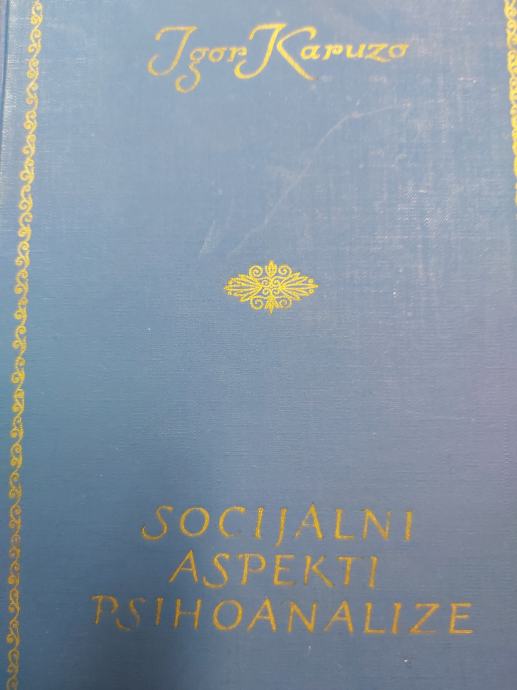 Igor Karuzo
SOCIJALNI
ASPEKTI
PSIHOANALIZE